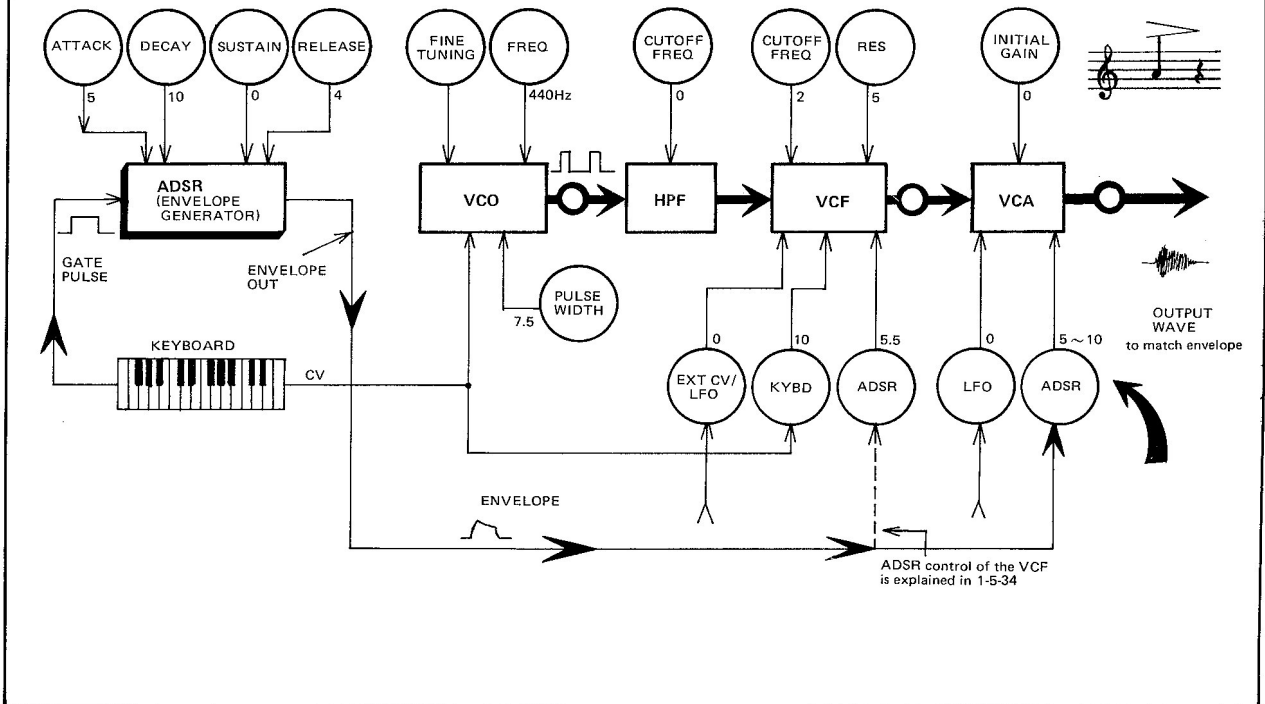 ATTACK
DECAY
SUSTAIN
RELEASE
FINE
TUNING
FREQ
CUTOFF
FREQ
CUTOFF
FREQ
RES
INITIAL
GAIN
5
10
0
4
440Hz
0
2
5
0
ADSR
(ENVELOPE
GENERATOR)
VCO
HPF
VCF
VCA
GATE
PULSE
ENVELOPE
OUT
PULSE
WIDTH
7.5
OUTPUT
WAVE
to match envelope
KEYBOARD
CV
0
10
5.5
0
5~10
EXT CV/
LFO
KYBD
ADSR
LFO
ADSR
ENVELOPE
ADSR control of the VCF
is explained in 1-5-34